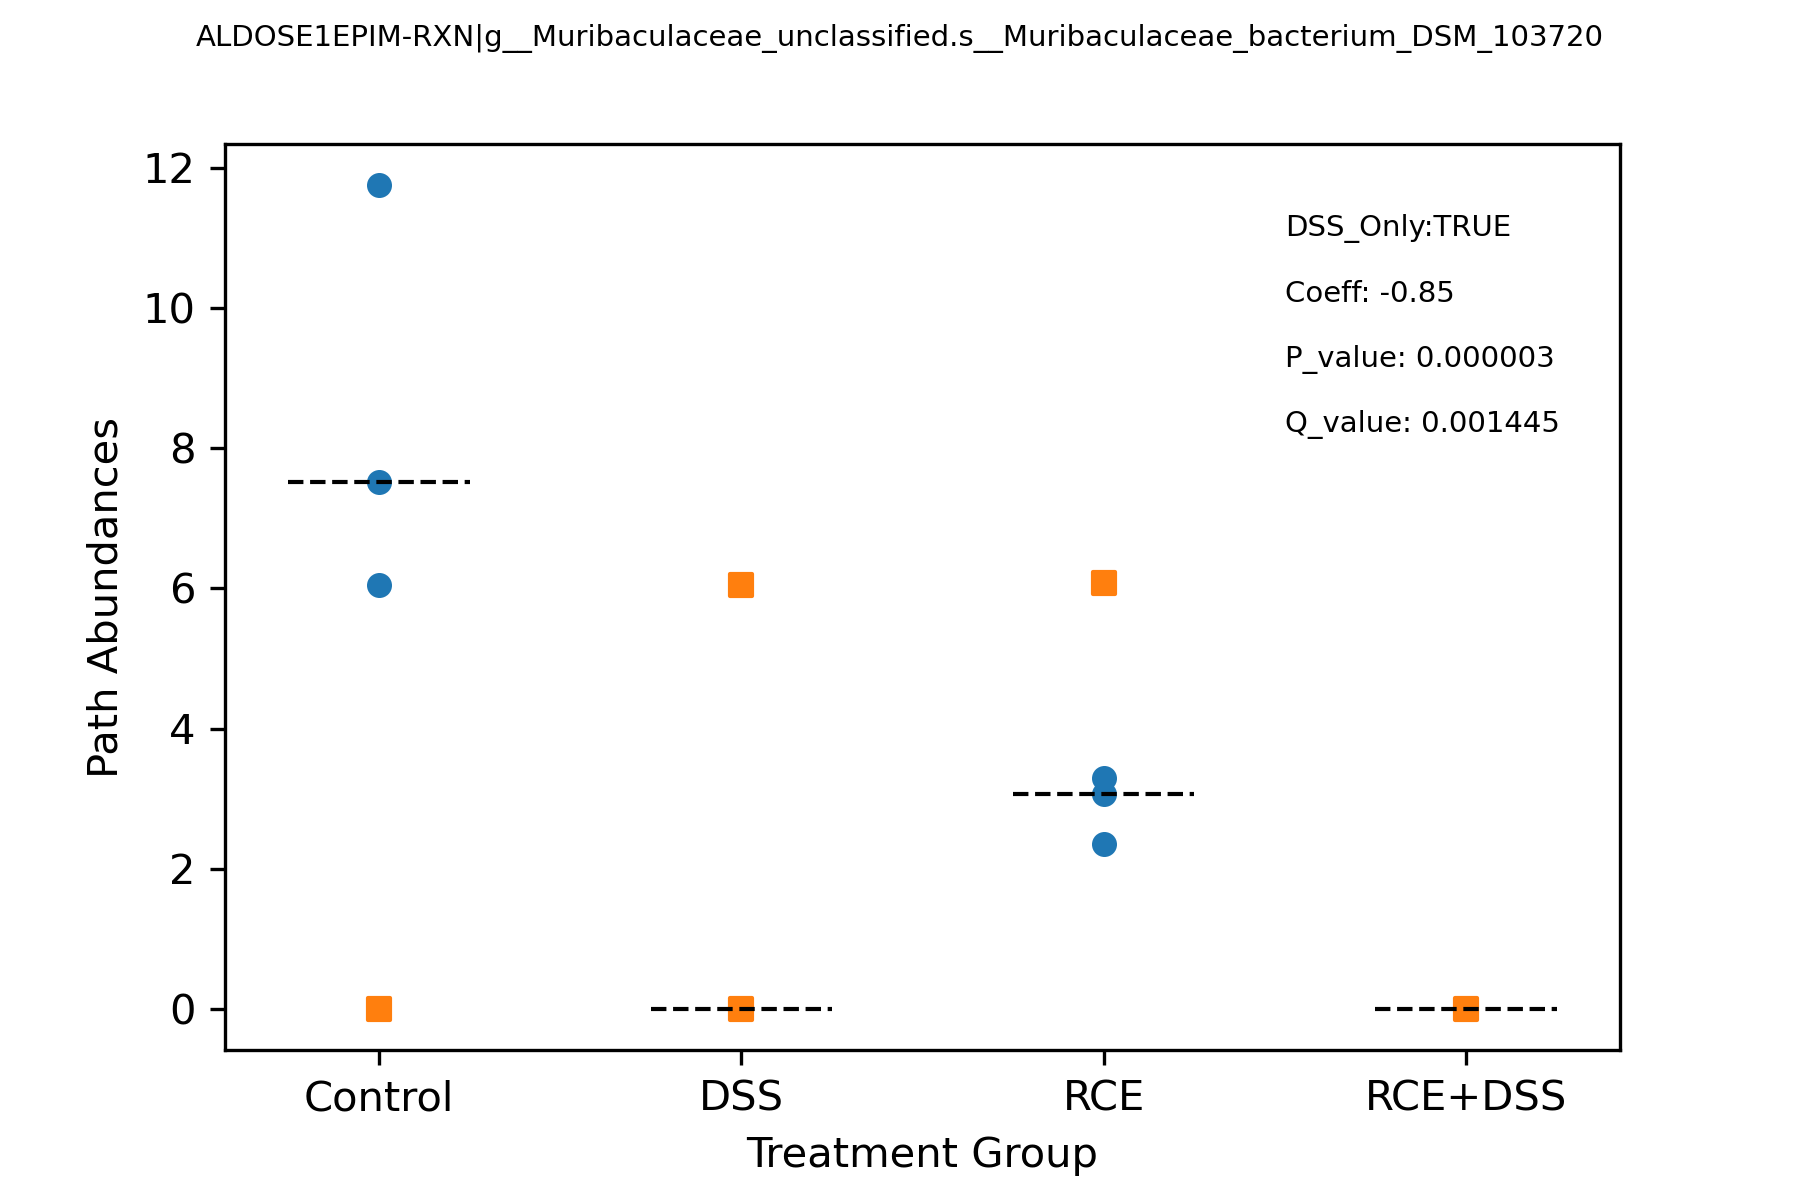 ALDOSE1EPIM-RXN|g__Muribaculaceae_unclassified.s__Muribaculaceae_bacterium_DSM_103720
12
10
8
6
4
2
0
Path Abundances
DSS_Only:TRUE
Coeff: -0.85
P_value: 0.000003
Q_value: 0.001445
Control DSS RCE RCE+DSS
Treatment Group